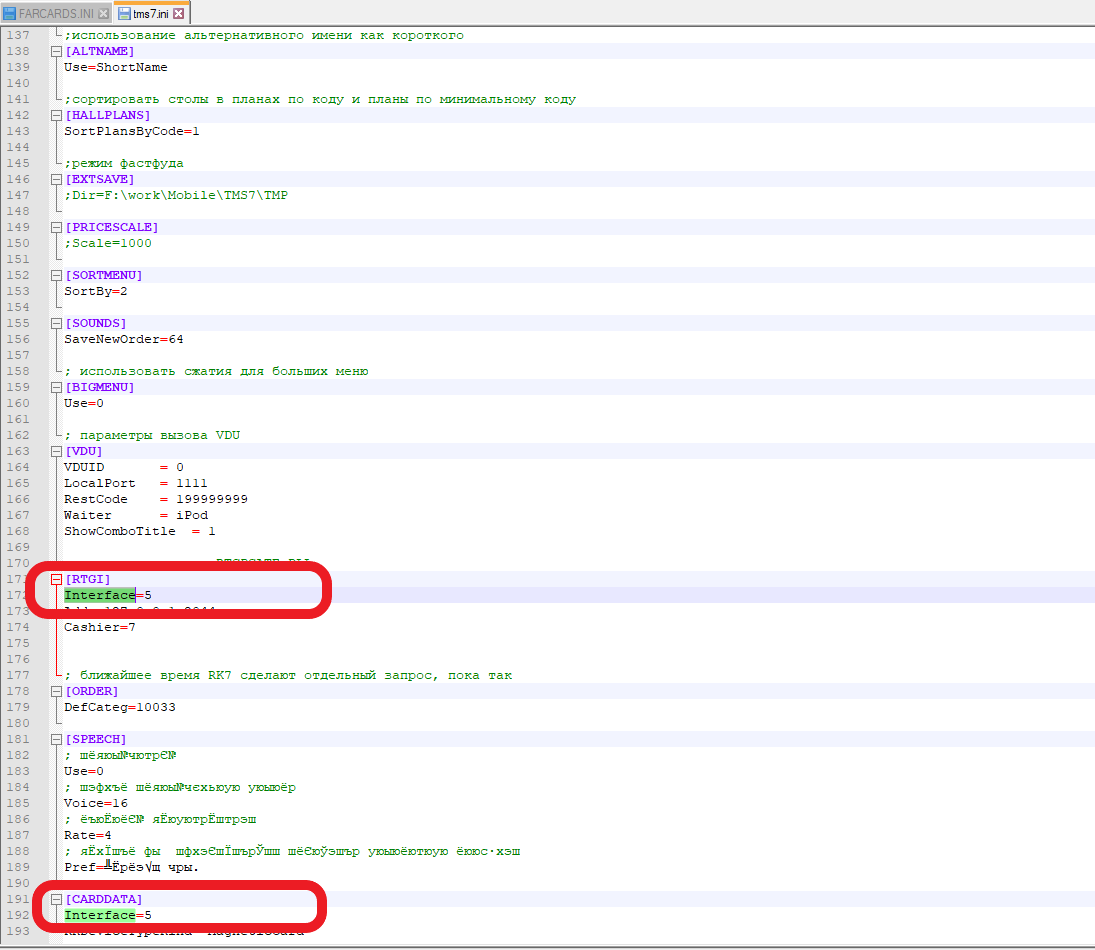 FARCARDS.INI
tms7.ini
137 ;использование альтернативного имени как короткого
138 [ALTNAME]
139 Use=ShortName
140
141 ;сортировать столы в планах по коду и планы по минимальному коду
142 [HALLPLANS]
143 SortPlansByCode=1
144
145 ;режим фастфуда
146 [EXTSAVE]
147 ;Dir=F:\work\Mobile\TMS7\TMP
148
149 [PRICESCALE]
150 ;Scale=1000
151
152 [SORTMENU]
153 SortBy=2
154
155 [SOUNDS]
156 SaveNewOrder=64
157
158 ; использовать сжатия для больших меню
159 [BIGMENU]
160 Use=0
161
162 ; параметры вызова VDU
163 [VDU]
164 VDUID = 0
165 LocalPort = 1111
166 RestCode = 199999999
167 Waiter = iPod
168 ShowComboTitle = 1
169
170
171 [RTGI]
172 Interface=5
173
174 Cashier=7
175
176
177 ; ближайшее время RK7 сделают отдельный запрос, пока так
178 [ORDER]
179 DefCateg=10033
180
181 [SPEECH]
182 ; шёяюы№чютрЄ№
183 Use=0
184 ; шэфхъё шёяюы№чєхьюую уюыюёр
185 Voice=16
186 ; ёъюЁюёЄ№ яЁюуютрЁштрэш
187 Rate=4
188 ; яЁхЇшъё фы шфхэЄшЇшърЎшш шёЄюўэшър уюыюёютюую ёююс∙хэш
189 Pref=╩Ёрёэ√щ чры.
190
191 [CARDDATA]
192 Interface=5
193